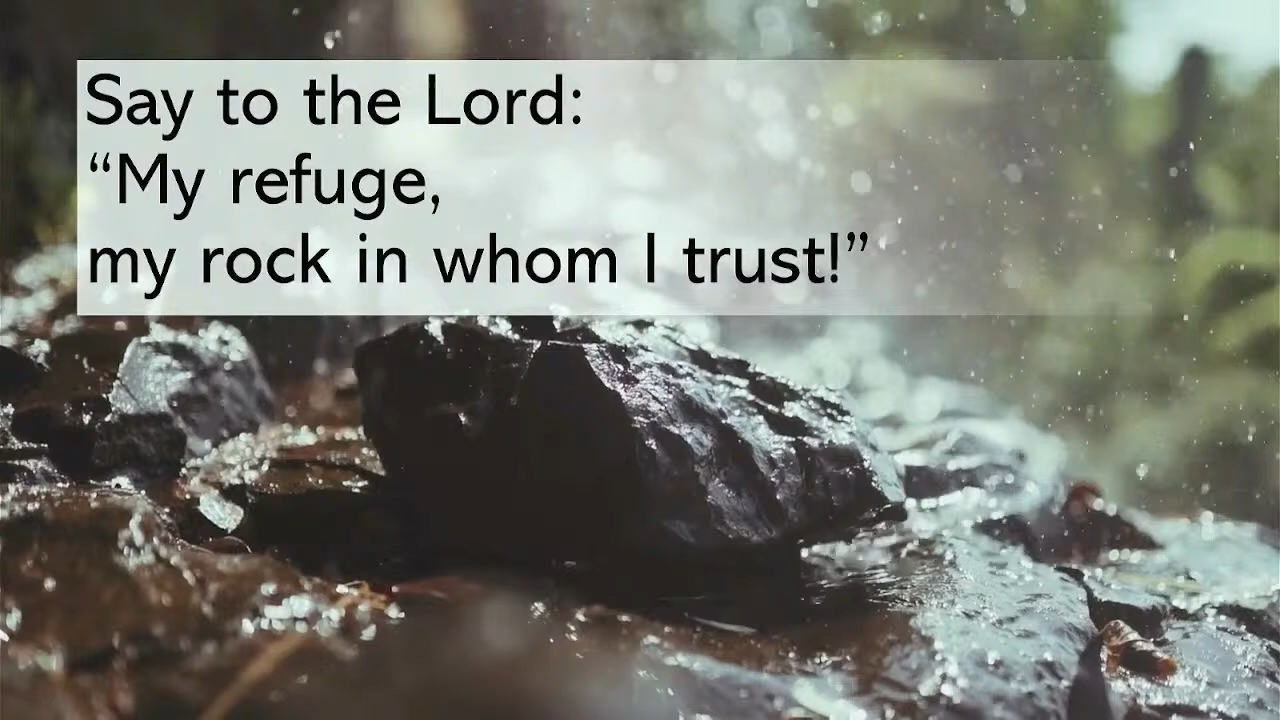 Say to the Lord:
“My refuge,
my rock in whom I trust!”